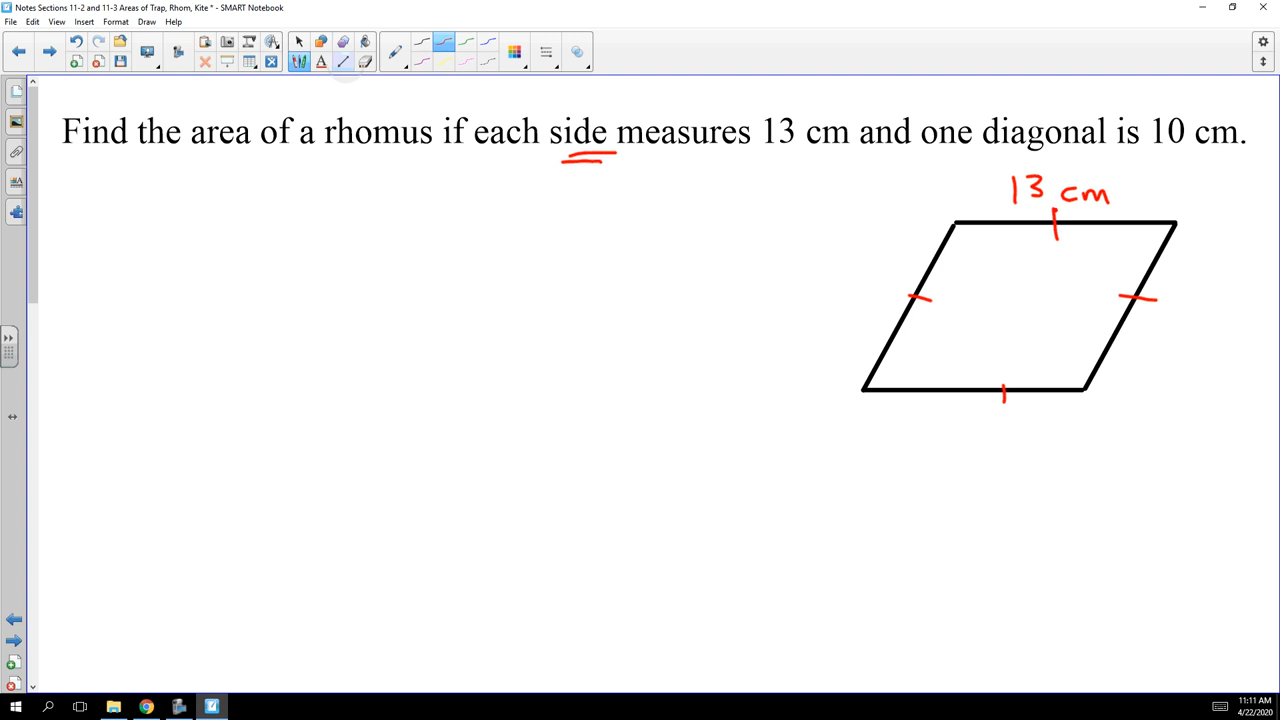 Notes Sections 11-2 and 11-3 Areas of Trap, Rhom, Kite * - SMART Notebook
File Edit View Insert Format Draw Help
Find the area of a rhomus if each side measures 13 cm and one diagonal is 10 cm.
13 cm
11:11 AM
4/22/2020